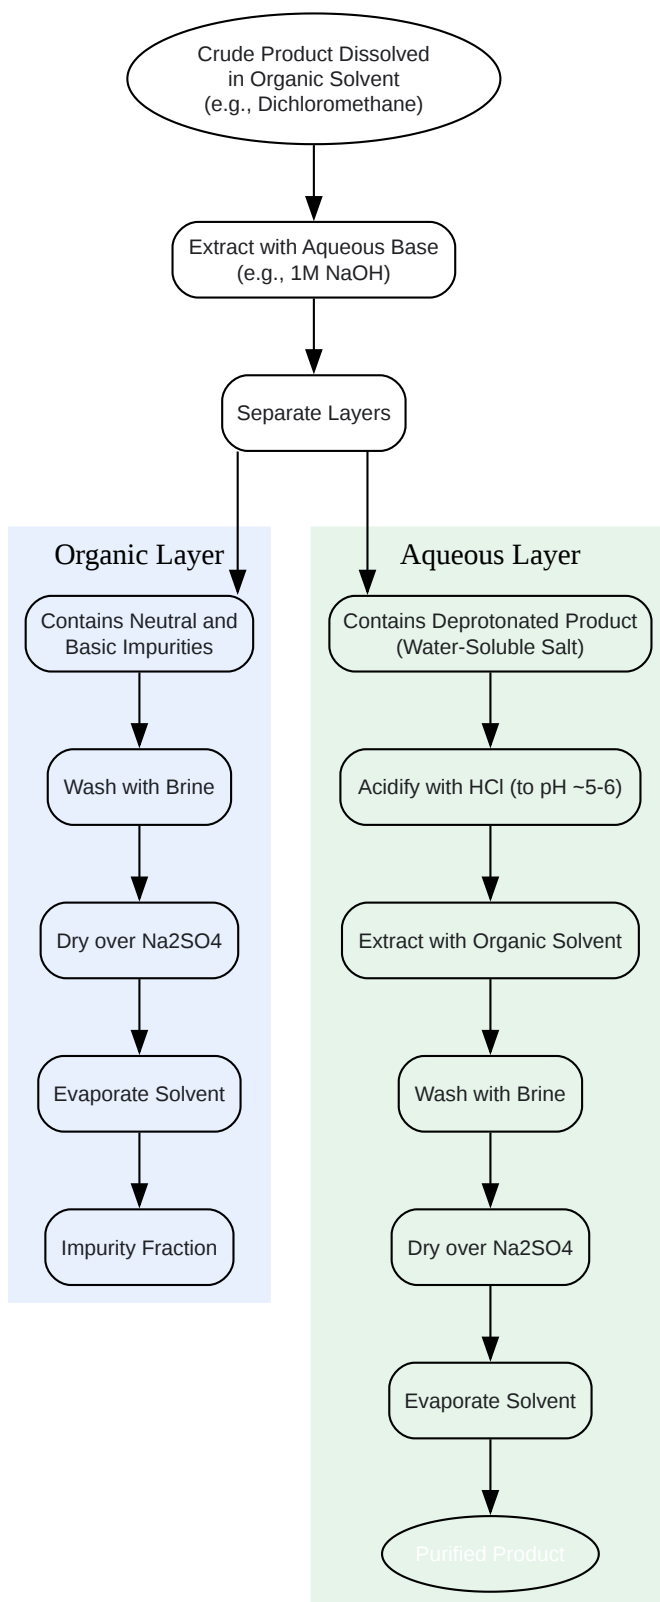 Crude Product Dissolved
in Organic Solvent
(e.g., Dichloromethane)
Extract with Aqueous Base
(e.g., 1M NaOH)
Separate Layers
Organic Layer
Contains Neutral and
Basic Impurities
Wash with Brine
Dry over Na2SO4
Evaporate Solvent
Impurity Fraction
Aqueous Layer
Contains Deprotonated Product
(Water-Soluble Salt)
Acidify with HCl (to pH ~5-6)
Extract with Organic Solvent
Wash with Brine
Dry over Na2SO4
Evaporate Solvent
Purified Product